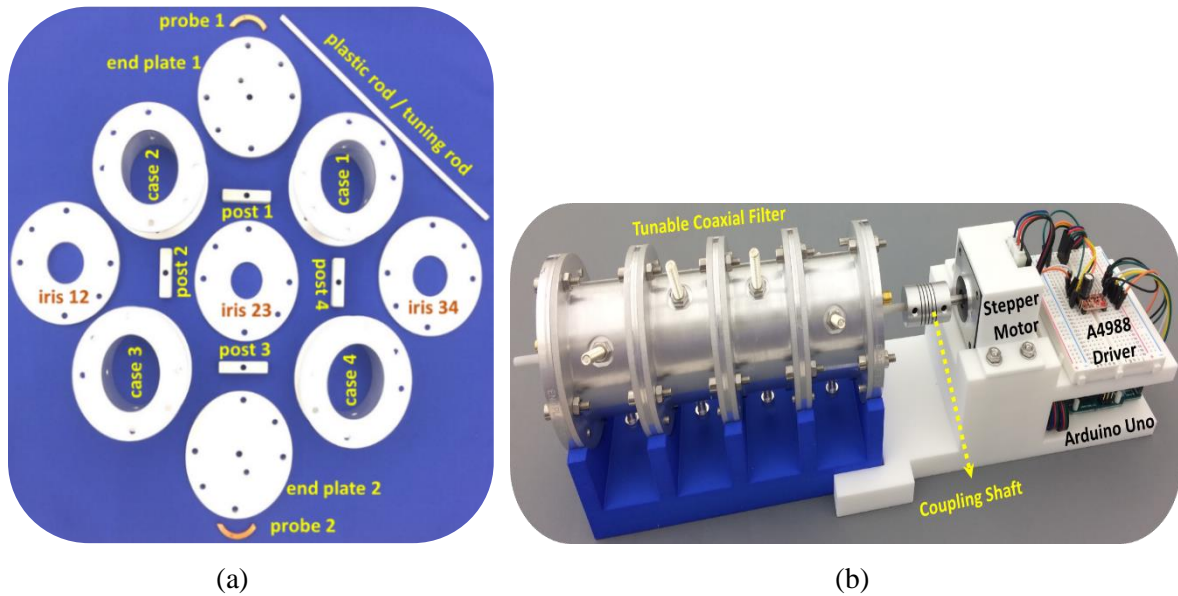 probe 1
end plate 1
plastic rod / tuning rod
case 2
case 1
post 1
post 2
iris 12
iris 23
post 4
iris 34
post 3
case 3
case 4
end plate 2
probe 2
(a)
Tunable Coaxial Filter
Stepper
Motor
A4988
Driver
Arduino Uno
Coupling Shaft
(b)